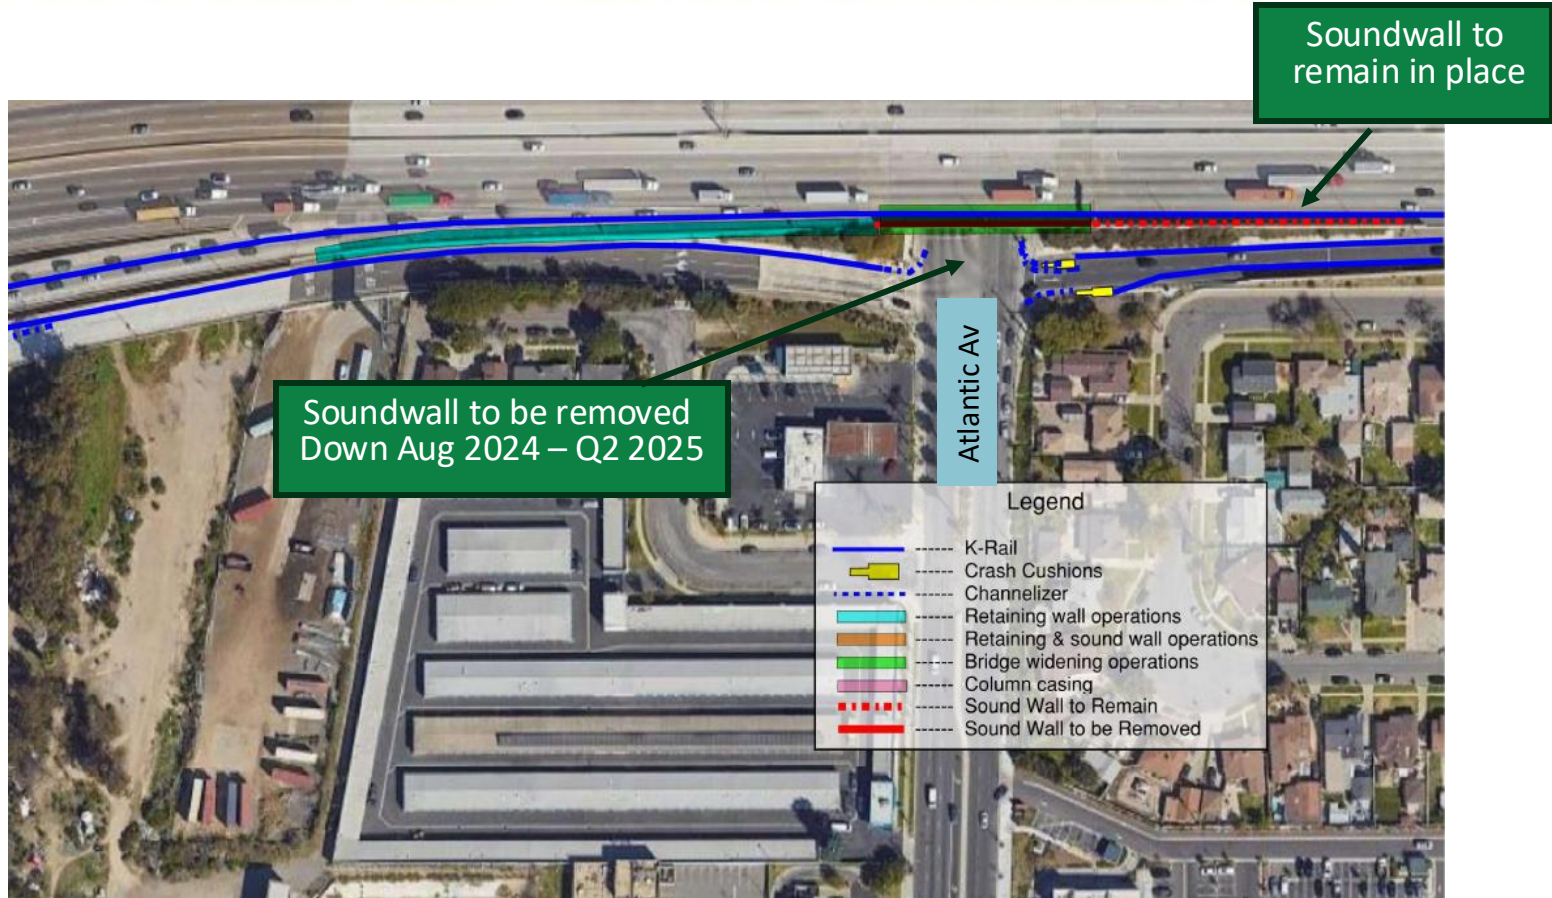 Soundwall to
remain in place
Soundwall to be removed
Down Aug 2024 – Q2 2025
Atlantic Av
Legend
K-Rail
Crash Cushions
Channelizer
Retaining wall operations
Retaining & sound wall operations
Bridge widening operations
Column casing
Sound Wall to Remain
Sound Wall to be Removed